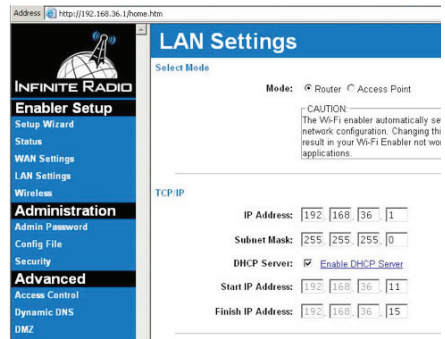 Address http://192.168.36.1/home.htm
INFINITE RADIO
Enabler Setup
Setup Wizard
Status
WAN Settings
LAN Settings
Wireless
Administration
Admin Password
Config File
Security
Advanced
Access Control
Dynamic DNS
DMZ
LAN Settings
Select Mode
Mode: Router Access Point
CAUTION:
The Wi-Fi enabler automatically se
network configuration. Changing thi
result in your Wi-Fi Enabler not wor
applications.
TCP/IP
IP Address: 192 . 168 . 36 . 1
Subnet Mask: 255 . 255 . 255 . 0
DHCP Server: Enable DHCP Server
Start IP Address: 192 . 168 . 36 . 11
Finish IP Address: 192 . 168 . 36 . 15